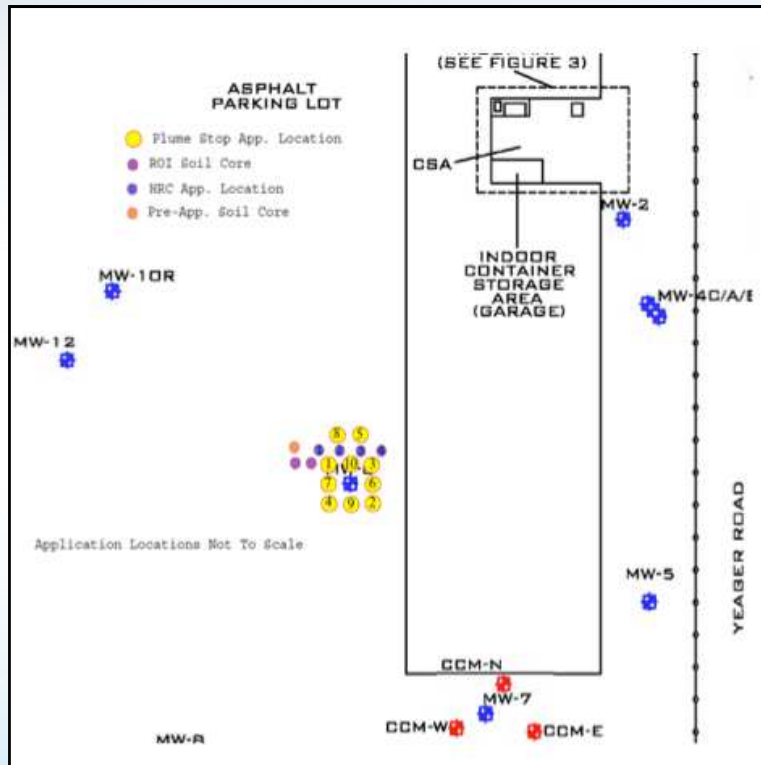 (SEE FIGURE 3)
ASPHALT
PARKING LOT
Plume Stop App. Location
ROI Soil Core
HRC App. Location
Pre-App. Soil Core
CSA
MW-2
INDOOR
CONTAINER
STORAGE
AREA
(GARAGE)
MW-10R
MW-4C/A/B
MW-12
8 5
1 10 3
7 6
4 9 2
Application Locations Not To Scale
MW-5
YEAGER ROAD
CCM-N
MW-7
CCM-W
CCM-E